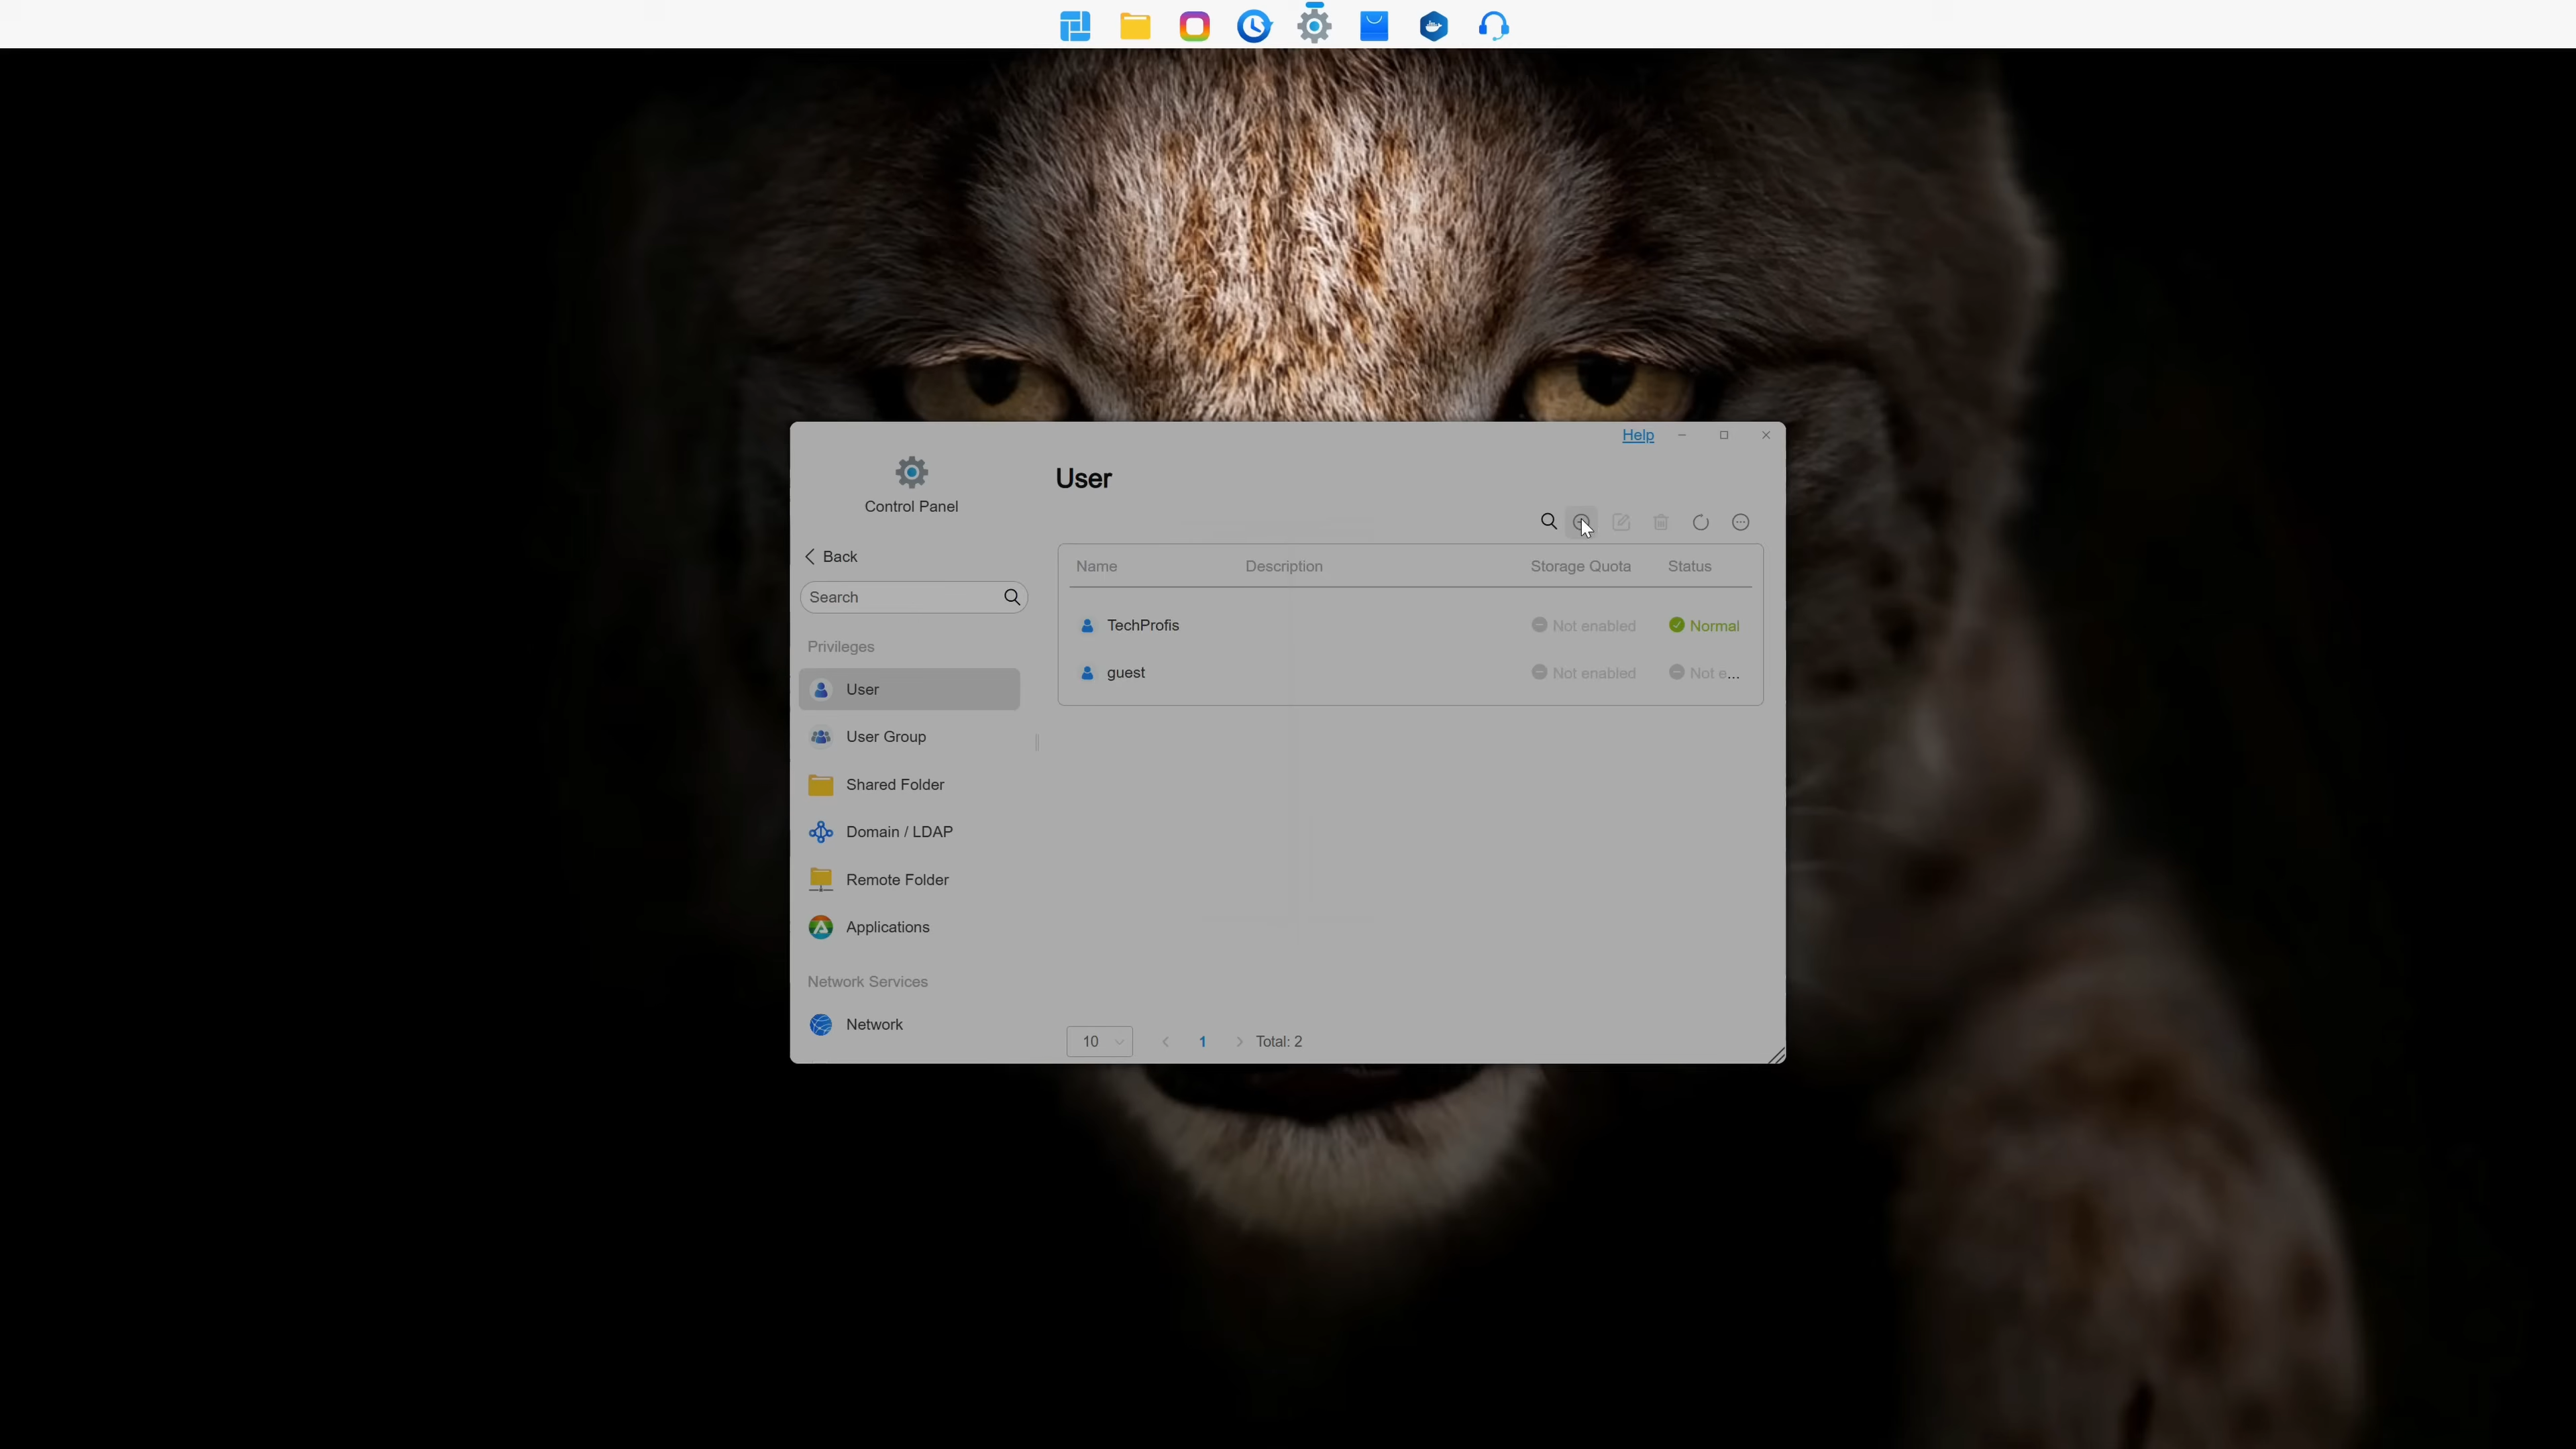 Help
Control Panel
User
Back
Search
Name Description Storage Quota Status
TechProfis Not enabled Normal
guest Not enabled Not e...
Privileges
User
User Group
Shared Folder
Domain / LDAP
Remote Folder
Applications
Network Services
Network
10 1 Total: 2